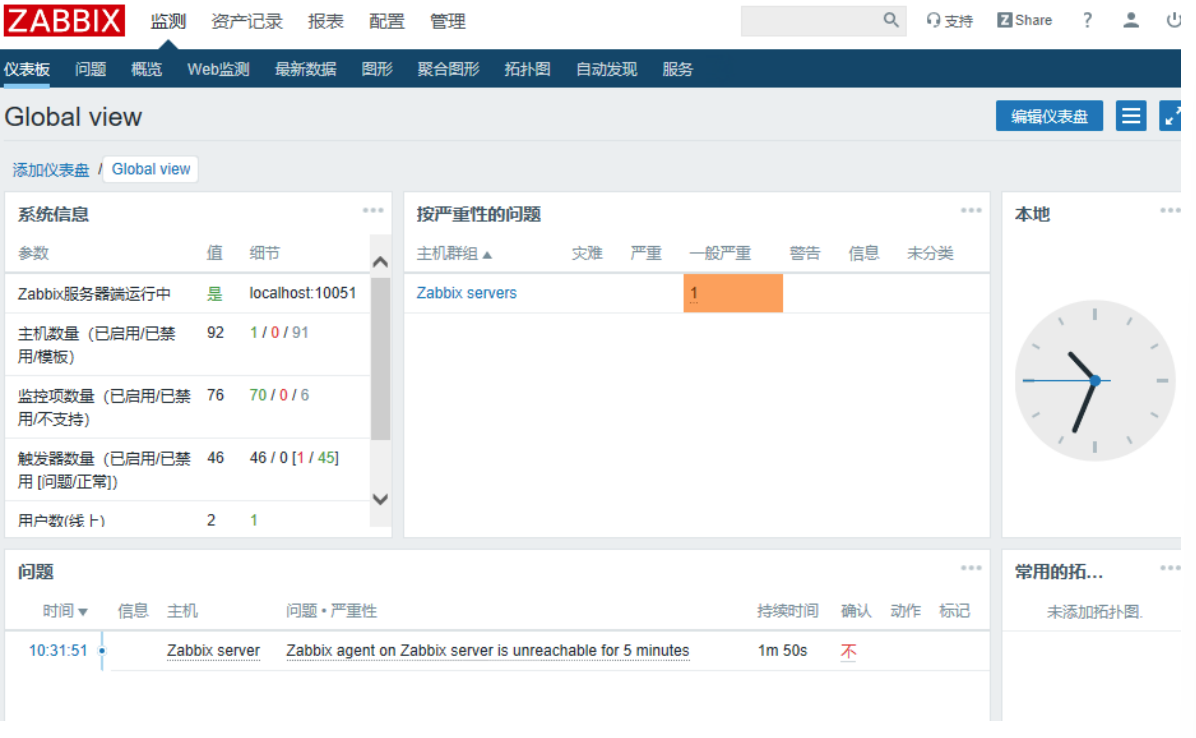 ZABBIX 监测 资产记录 报表 配置 管理 支持 Z Share ?
仪表板 问题 概览 Web监测 最新数据 图形 聚合图形 拓扑图 自动发现 服务
Global view 编辑仪表盘
添加仪表盘 / Global view
系统信息
参数 值 细节
Zabbix服务器端运行中 是 localhost:10051
主机数量（已启用/已禁 92 1 / 0 / 91
用/模板）
监控项数量（已启用/已禁 76 70 / 0 / 6
用/不支持）
触发器数量（已启用/已禁 46 46 / 0 [1 / 45]
用 [问题/正常]）
用户数(线上) 2 1
按严重性的问题
主机群组▲ 灾难 严重 一般严重 警告 信息 未分类
Zabbix servers 1
本地
问题
时间▼ 信息 主机 问题 • 严重性 持续时间 确认 动作 标记
10:31:51 Zabbix server Zabbix agent on Zabbix server is unreachable for 5 minutes 1m 50s 不
常用的拓...
未添加拓扑图.